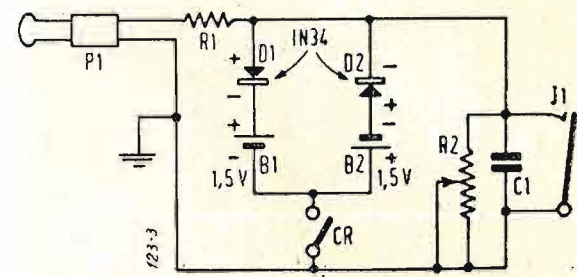 P1
R1
D1
1N34
D2
+
-
-
+
+
+
-
-
+
B1
B2
1,5 V
1,5 V
CR
R2
C1
J1
123-3